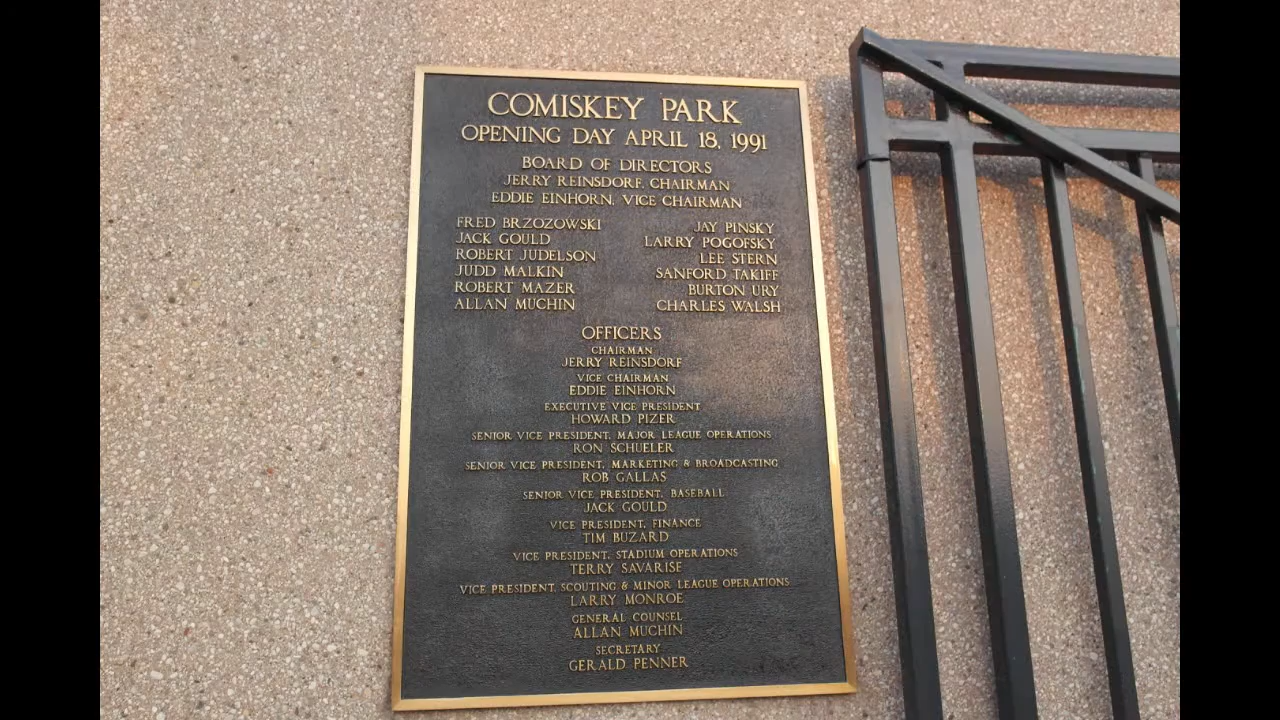 COMISKEY PARK
OPENING DAY APRIL 18, 1991
BOARD OF DIRECTORS
JERRY REINSDORF, CHAIRMAN
EDDIE EINHORN, VICE CHAIRMAN
FRED BRZOZOWSKI JAY PINSKY
JACK GOULD LARRY POGOFSKY
ROBERT JUDELSON LEE STERN
JUDD MALKIN SANFORD TAKIFF
ROBERT MAZER BURTON URY
ALLAN MUCHIN CHARLES WALSH
OFFICERS
CHAIRMAN
JERRY REINSDORF
VICE CHAIRMAN
EDDIE EINHORN
EXECUTIVE VICE PRESIDENT
HOWARD PIZER
SENIOR VICE PRESIDENT, MAJOR LEAGUE OPERATIONS
RON SCHUELER
SENIOR VICE PRESIDENT, MARKETING & BROADCASTING
ROB GALLAS
SENIOR VICE PRESIDENT, BASEBALL
JACK GOULD
VICE PRESIDENT, FINANCE
TIM BUZARD
VICE PRESIDENT, STADIUM OPERATIONS
TERRY SAVARISE
VICE PRESIDENT, SCOUTING & MINOR LEAGUE OPERATIONS
LARRY MONROE
GENERAL COUNSEL
ALLAN MUCHIN
SECRETARY
GERALD PENNER